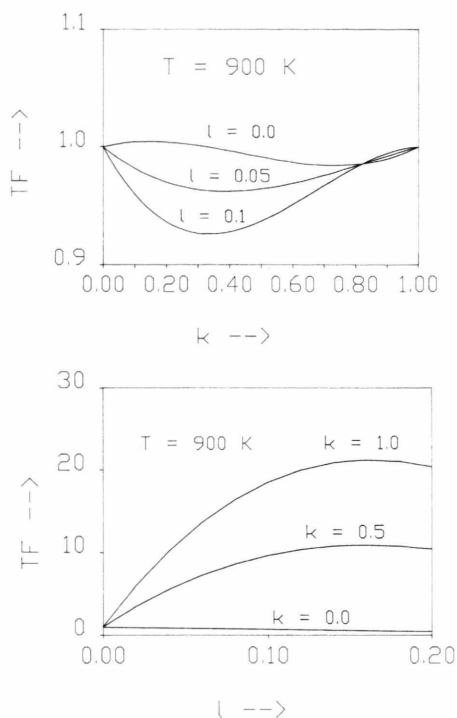 1.1
T = 900 K
l = 0.0
1.0
TF -->
l = 0.05
l = 0.1
0.9
0.00 0.20 0.40 0.60 0.80 1.00
k -->
30
T = 900 K
k = 1.0
20
TF -->
k = 0.5
10
k = 0.0
0
0.00 0.10 0.20
l -->